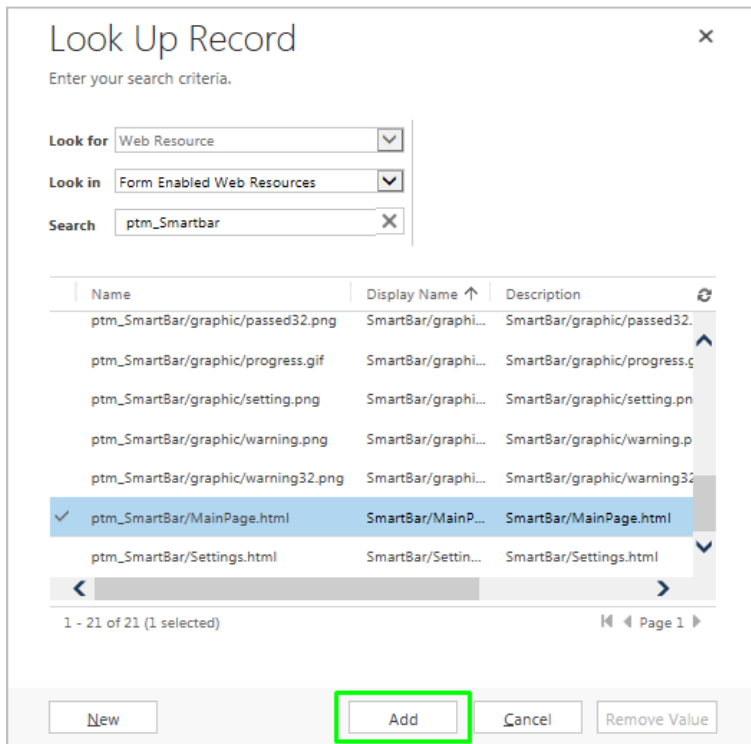 Look Up Record
Enter your search criteria.
Look for Web Resource
Look in Form Enabled Web Resources
Search ptm_Smartbar
Name Display Name Description
ptm_SmartBar/graphic/passed32.png SmartBar/graphi... SmartBar/graphic/passed32.
ptm_SmartBar/graphic/progress.gif SmartBar/graphi... SmartBar/graphic/progress.g
ptm_SmartBar/graphic/setting.png SmartBar/graphi... SmartBar/graphic/setting.pn
ptm_SmartBar/graphic/warning.png SmartBar/graphi... SmartBar/graphic/warning.p
ptm_SmartBar/graphic/warning32.png SmartBar/graphi... SmartBar/graphic/warning32
ptm_SmartBar/MainPage.html SmartBar/MainP... SmartBar/MainPage.html
ptm_SmartBar/Settings.html SmartBar/Settin... SmartBar/Settings.html
1 - 21 of 21 (1 selected) Page 1
New Add Cancel Remove Value